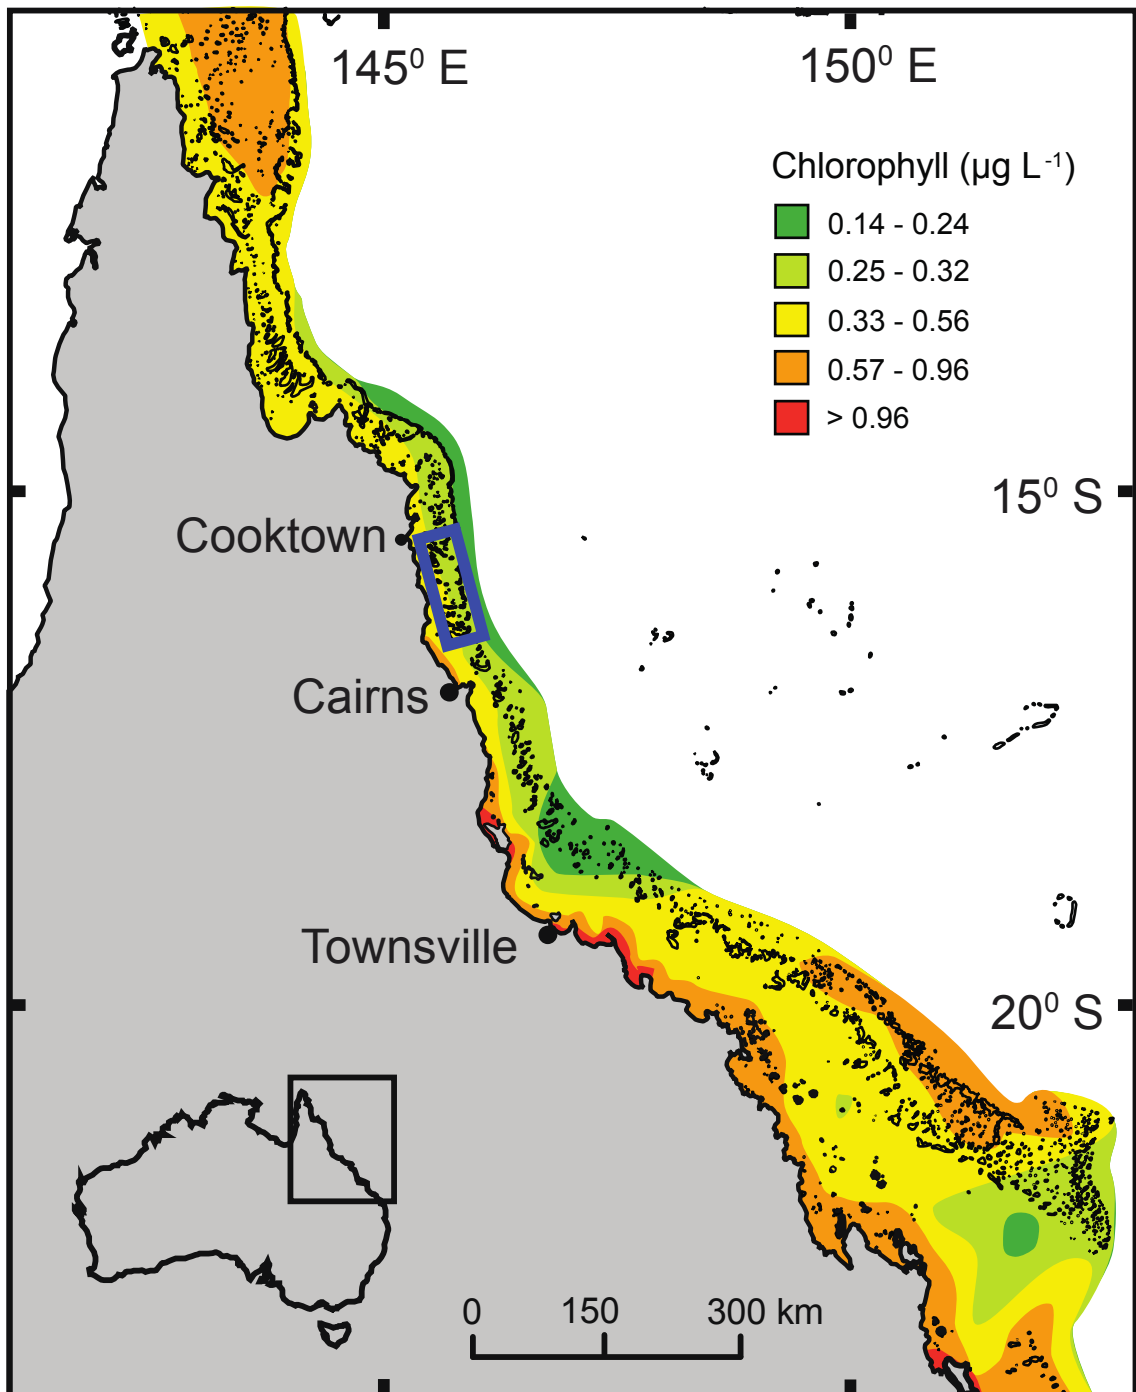 145⁰ E
150⁰ E
Chlorophyll (µg L⁻¹)
0.14 - 0.24
0.25 - 0.32
0.33 - 0.56
0.57 - 0.96
> 0.96
15⁰ S
Cooktown
Cairns
Townsville
20⁰ S
0 150 300 km